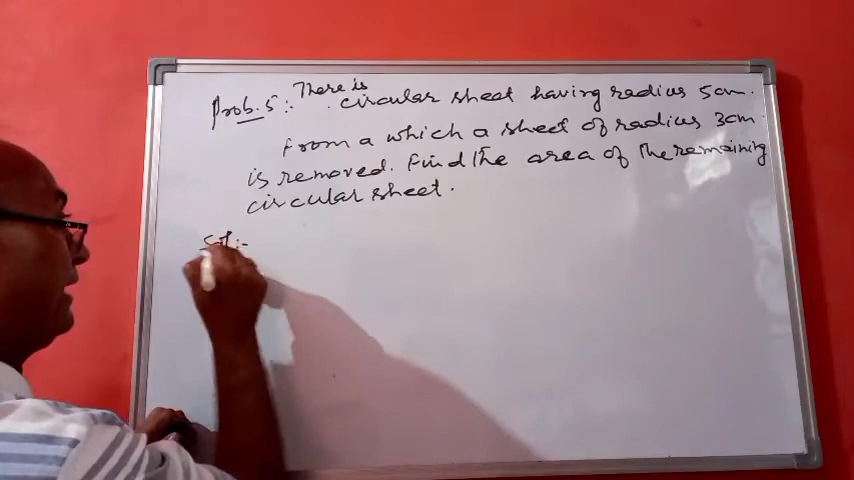 There is
Prob. 5 :. circular sheet having radius 5cm.
from a which a sheet of radius 3cm.
is removed. Find the area of the remaining
circular sheet.
Sol:-